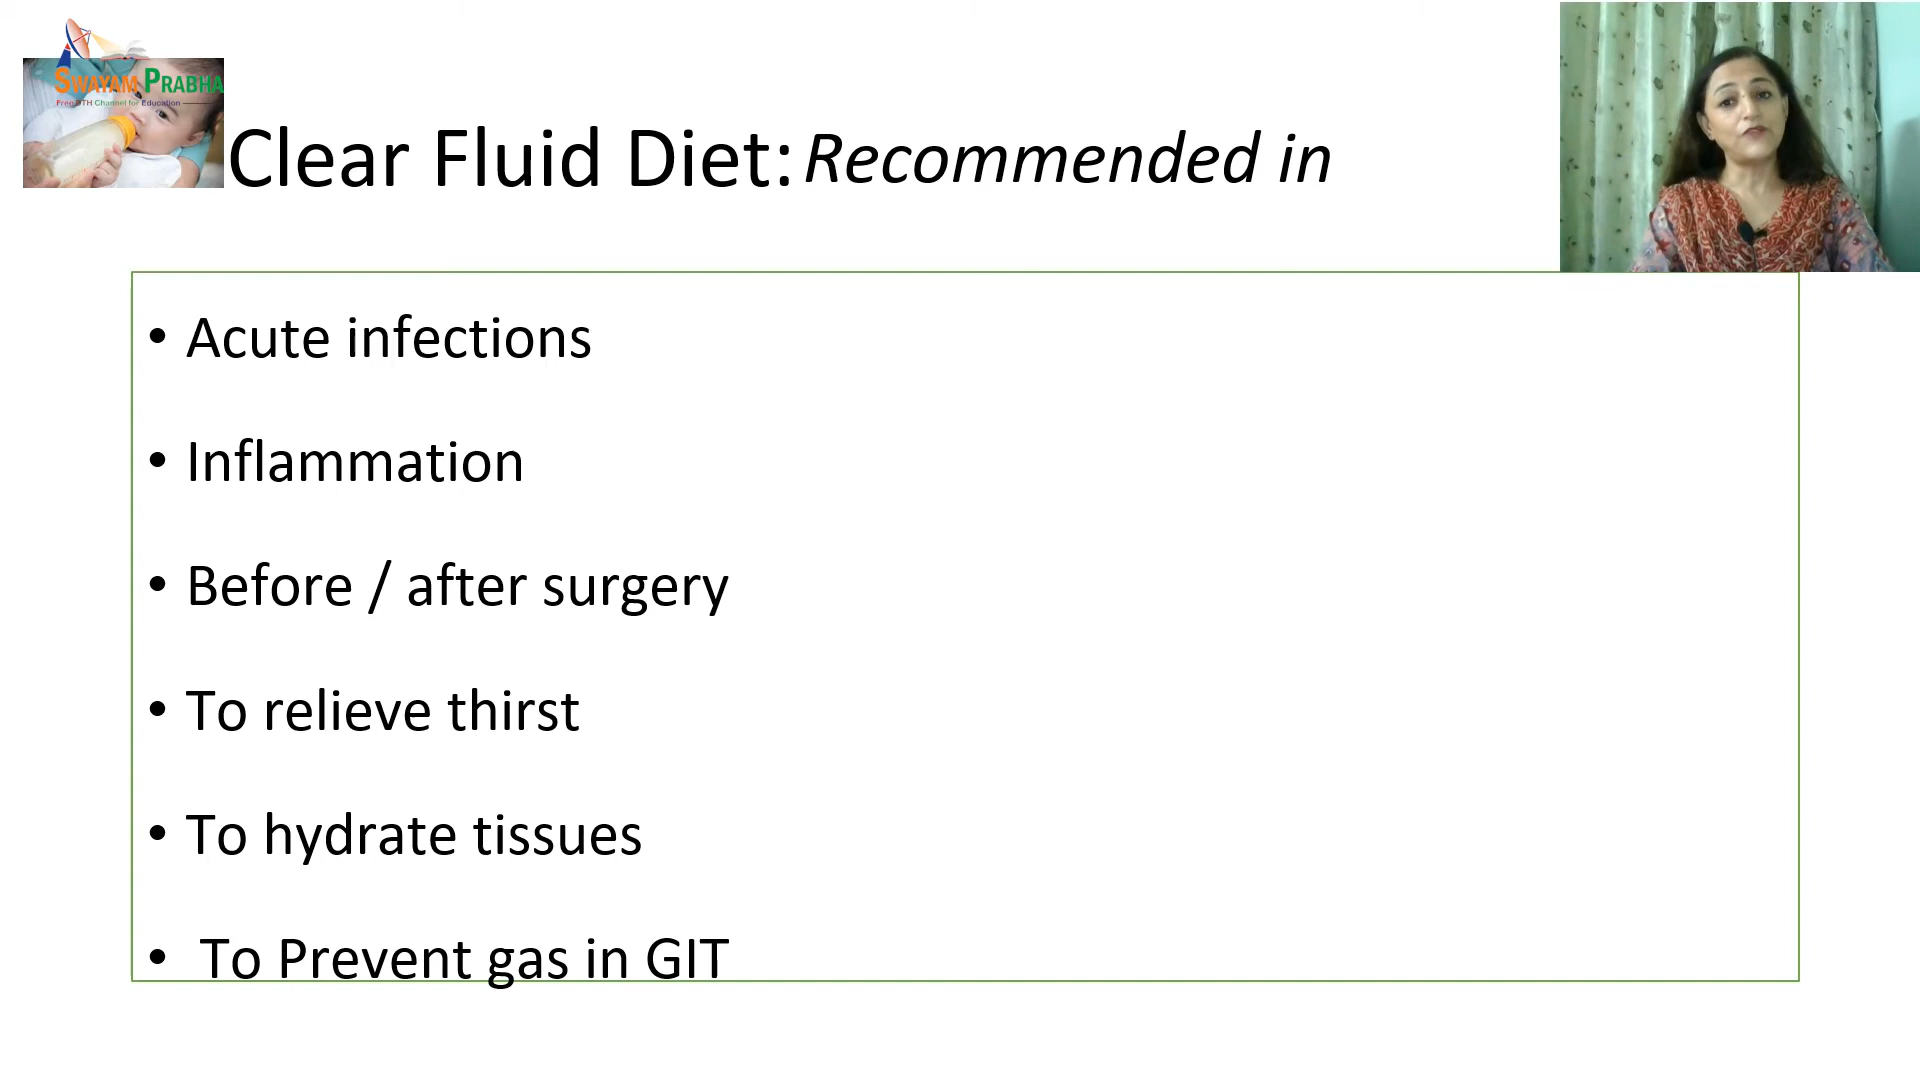 SWAYAM PRABHA
Free DTH Channel for Education
Clear Fluid Diet: Recommended in
• Acute infections
• Inflammation
• Before / after surgery
• To relieve thirst
• To hydrate tissues
• To Prevent gas in GIT